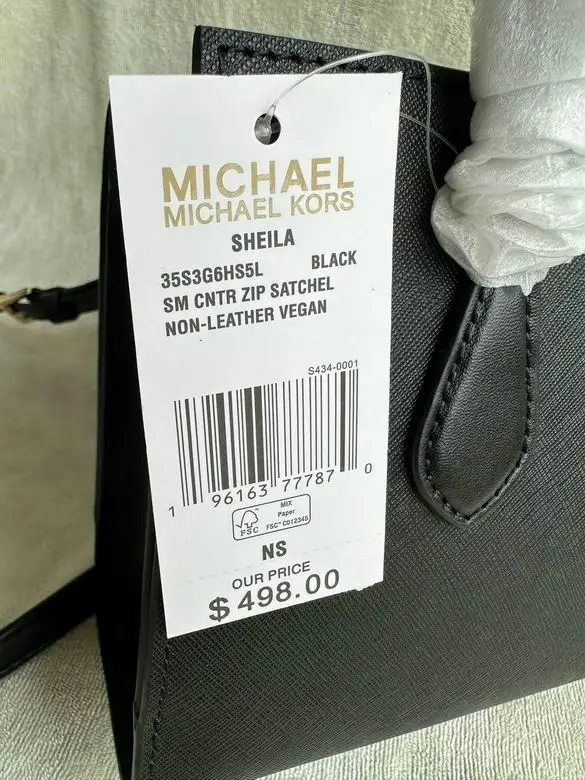 MICHAEL
MICHAEL KORS
SHEILA
35S3G6HS5L BLACK
SM CNTR ZIP SATCHEL
NON-LEATHER VEGAN
S434-0001
1 96163 77787 0
FSC
MIX
Paper
FSC™ C012345
NS
OUR PRICE
$498.00